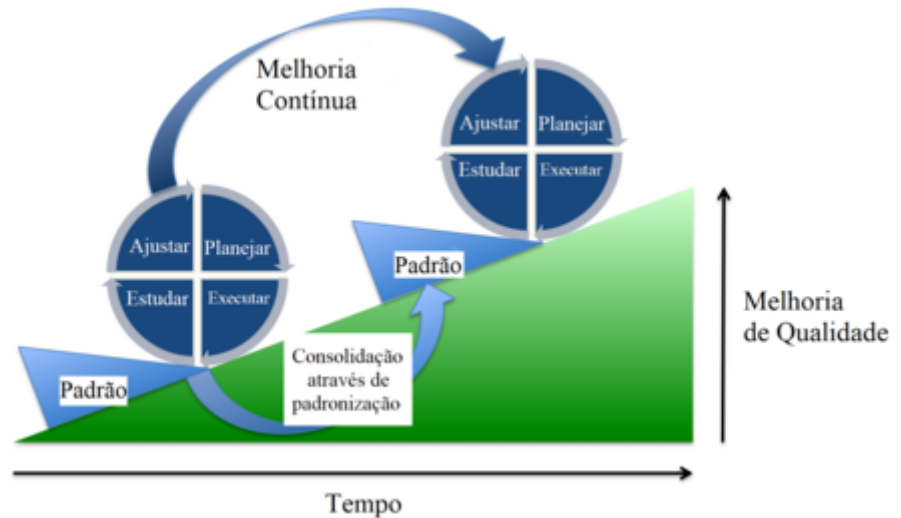 Melhoria
Contínua
Ajustar
Planejar
Estudar
Executar
Ajustar
Planejar
Estudar
Executar
Padrão
Padrão
Consolidação
através de
padronização
Melhoria
de Qualidade
Tempo